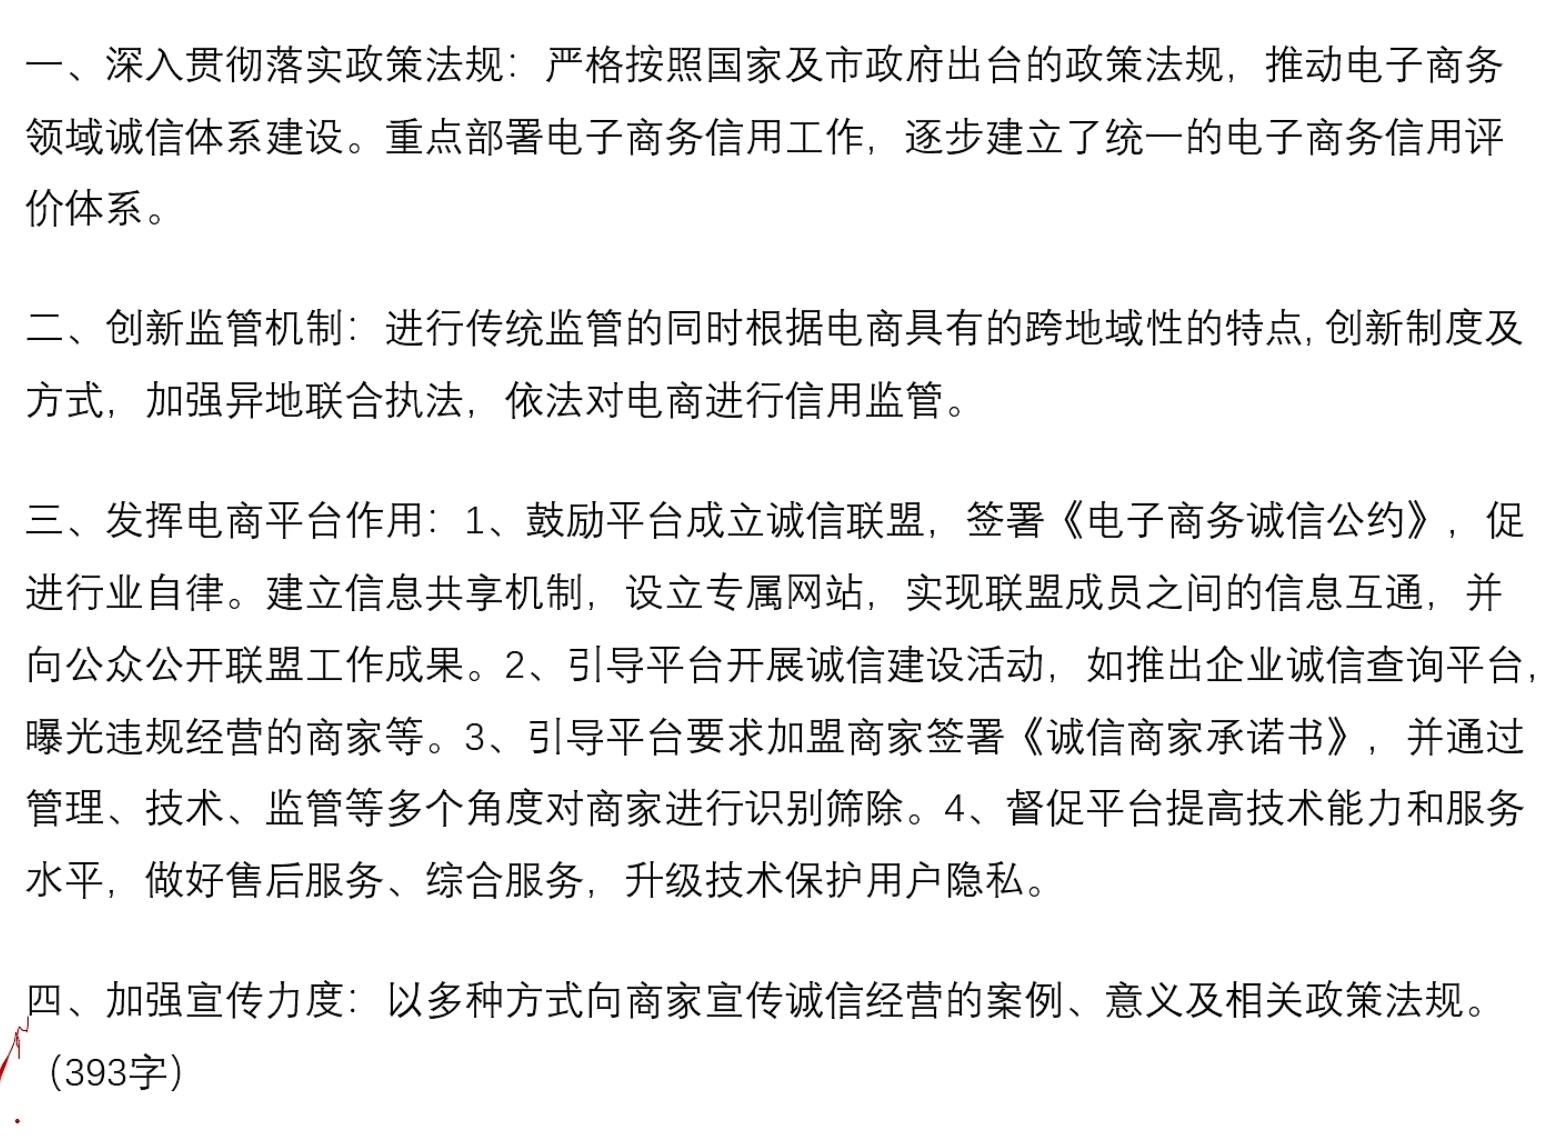 一、深入贯彻落实政策法规：严格按照国家及市政府出台的政策法规，推动电子商务
领域诚信体系建设。重点部署电子商务信用工作，逐步建立了统一的电子商务信用评
价体系。
二、创新监管机制：进行传统监管的同时根据电商具有的跨地域性的特点,创新制度及
方式，加强异地联合执法，依法对电商进行信用监管。
三、发挥电商平台作用：1、鼓励平台成立诚信联盟，签署《电子商务诚信公约》，促
进行业自律。建立信息共享机制，设立专属网站，实现联盟成员之间的信息互通，并
向公众公开联盟工作成果。2、引导平台开展诚信建设活动，如推出企业诚信查询平台，
曝光违规经营的商家等。3、引导平台要求加盟商家签署《诚信商家承诺书》，并通过
管理、技术、监管等多个角度对商家进行识别筛除。4、督促平台提高技术能力和服务
水平，做好售后服务、综合服务，升级技术保护用户隐私。
四、加强宣传力度：以多种方式向商家宣传诚信经营的案例、意义及相关政策法规。
（393字）